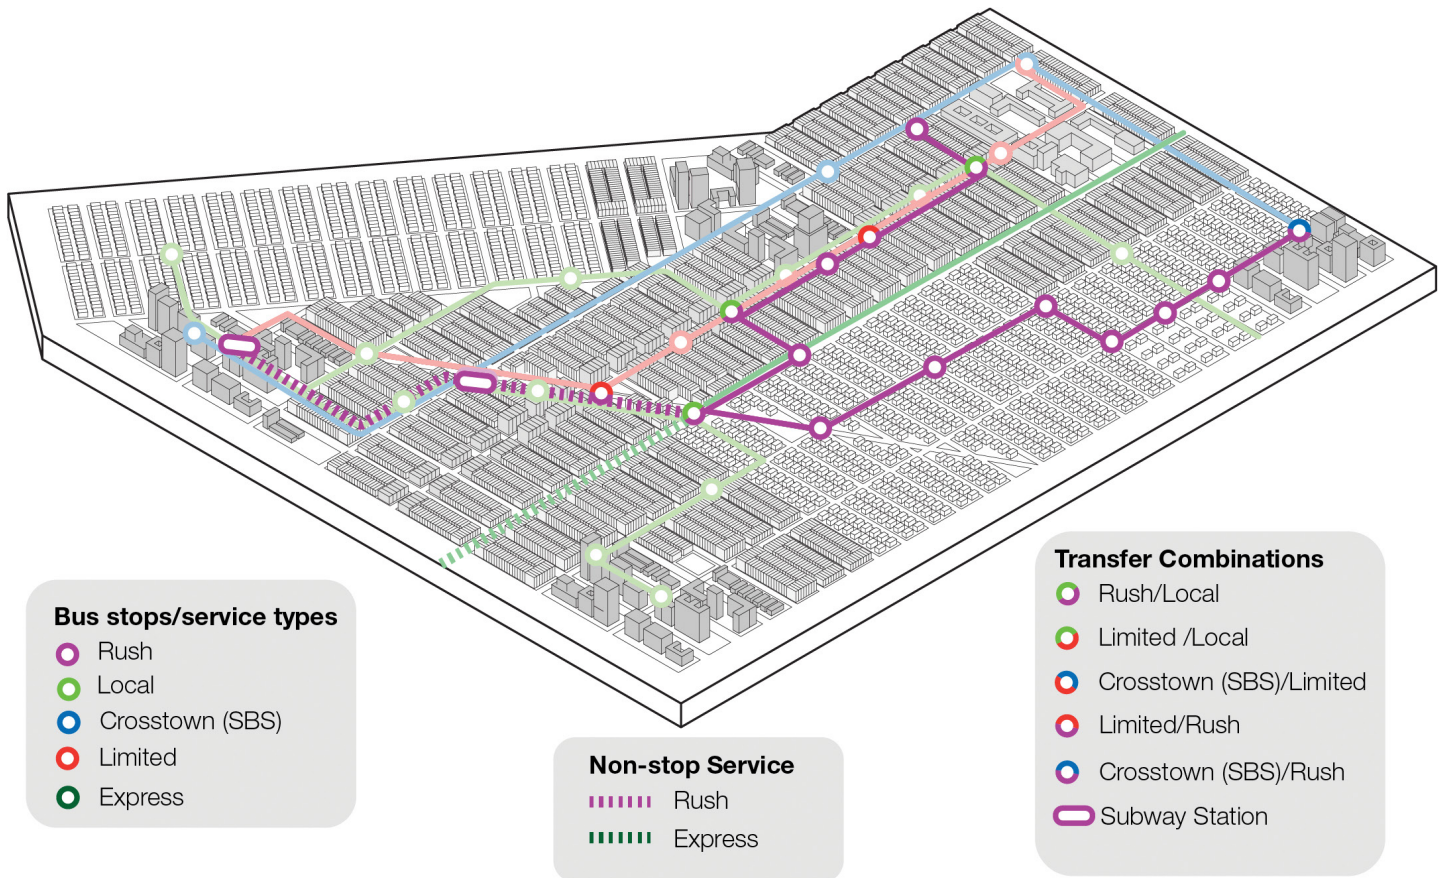 Bus stops/service types
Rush
Local
Crosstown (SBS)
Limited
Express
Non-stop Service
Rush
Express
Transfer Combinations
Rush/Local
Limited /Local
Crosstown (SBS)/Limited
Limited/Rush
Crosstown (SBS)/Rush
Subway Station